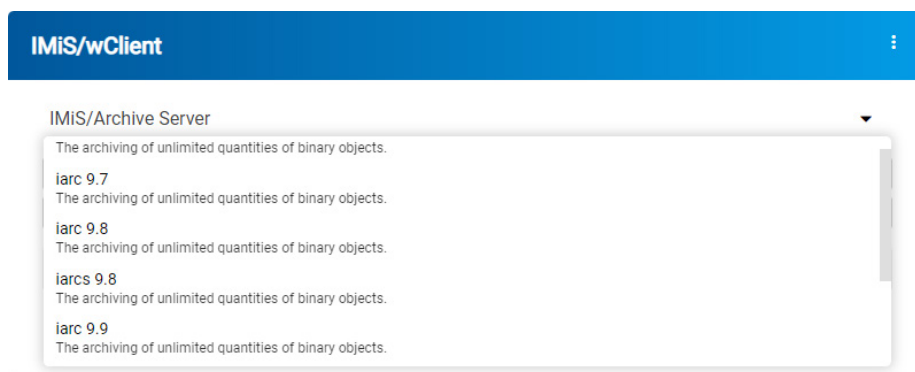 IMiS/wClient
IMiS/Archive Server
The archiving of unlimited quantities of binary objects.
iarc 9.7
The archiving of unlimited quantities of binary objects.
iarc 9.8
The archiving of unlimited quantities of binary objects.
iarcs 9.8
The archiving of unlimited quantities of binary objects.
iarc 9.9
The archiving of unlimited quantities of binary objects.